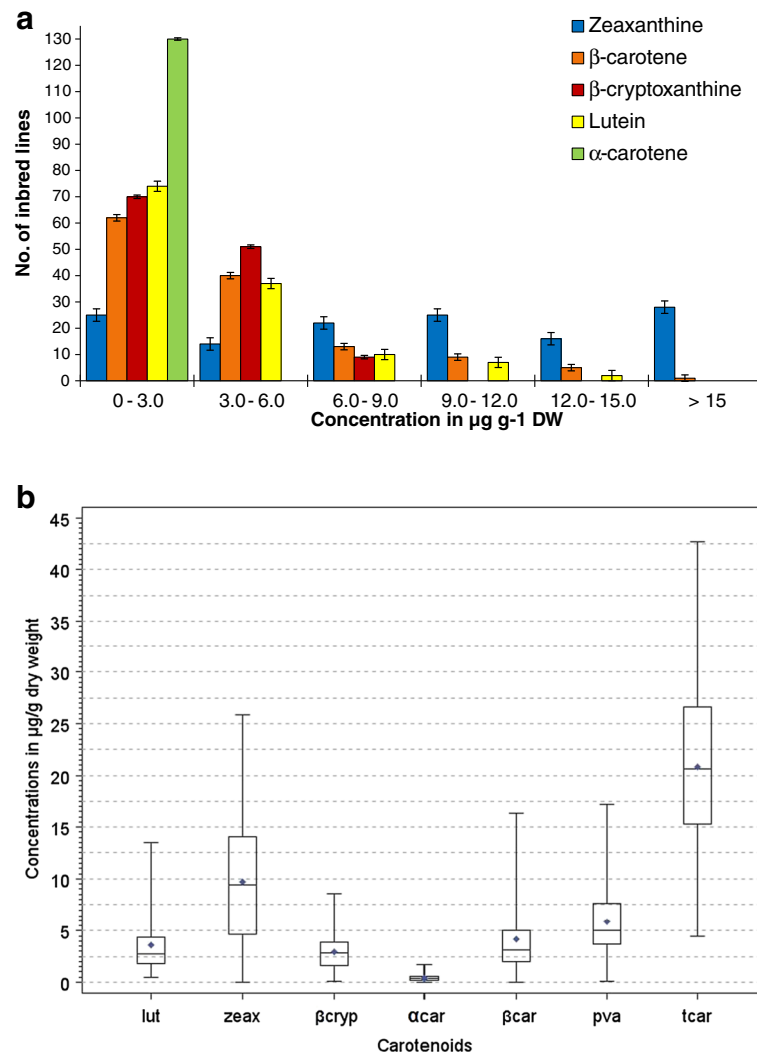 a
Zeaxanthine
β-carotene
β-cryptoxanthine
Lutein
α-carotene
No. of inbred lines
130
120
110
100
90
80
70
60
50
40
30
20
10
0
0 - 3.0 3.0 - 6.0 6.0 - 9.0 9.0 - 12.0 12.0 - 15.0 > 15
Concentration in µg g-1 DW
b
Concentrations in µg/g dry weight
45
40
35
30
25
20
15
10
5
0
lut zeax βcryp αcar βcar pva tcar
Carotenoids